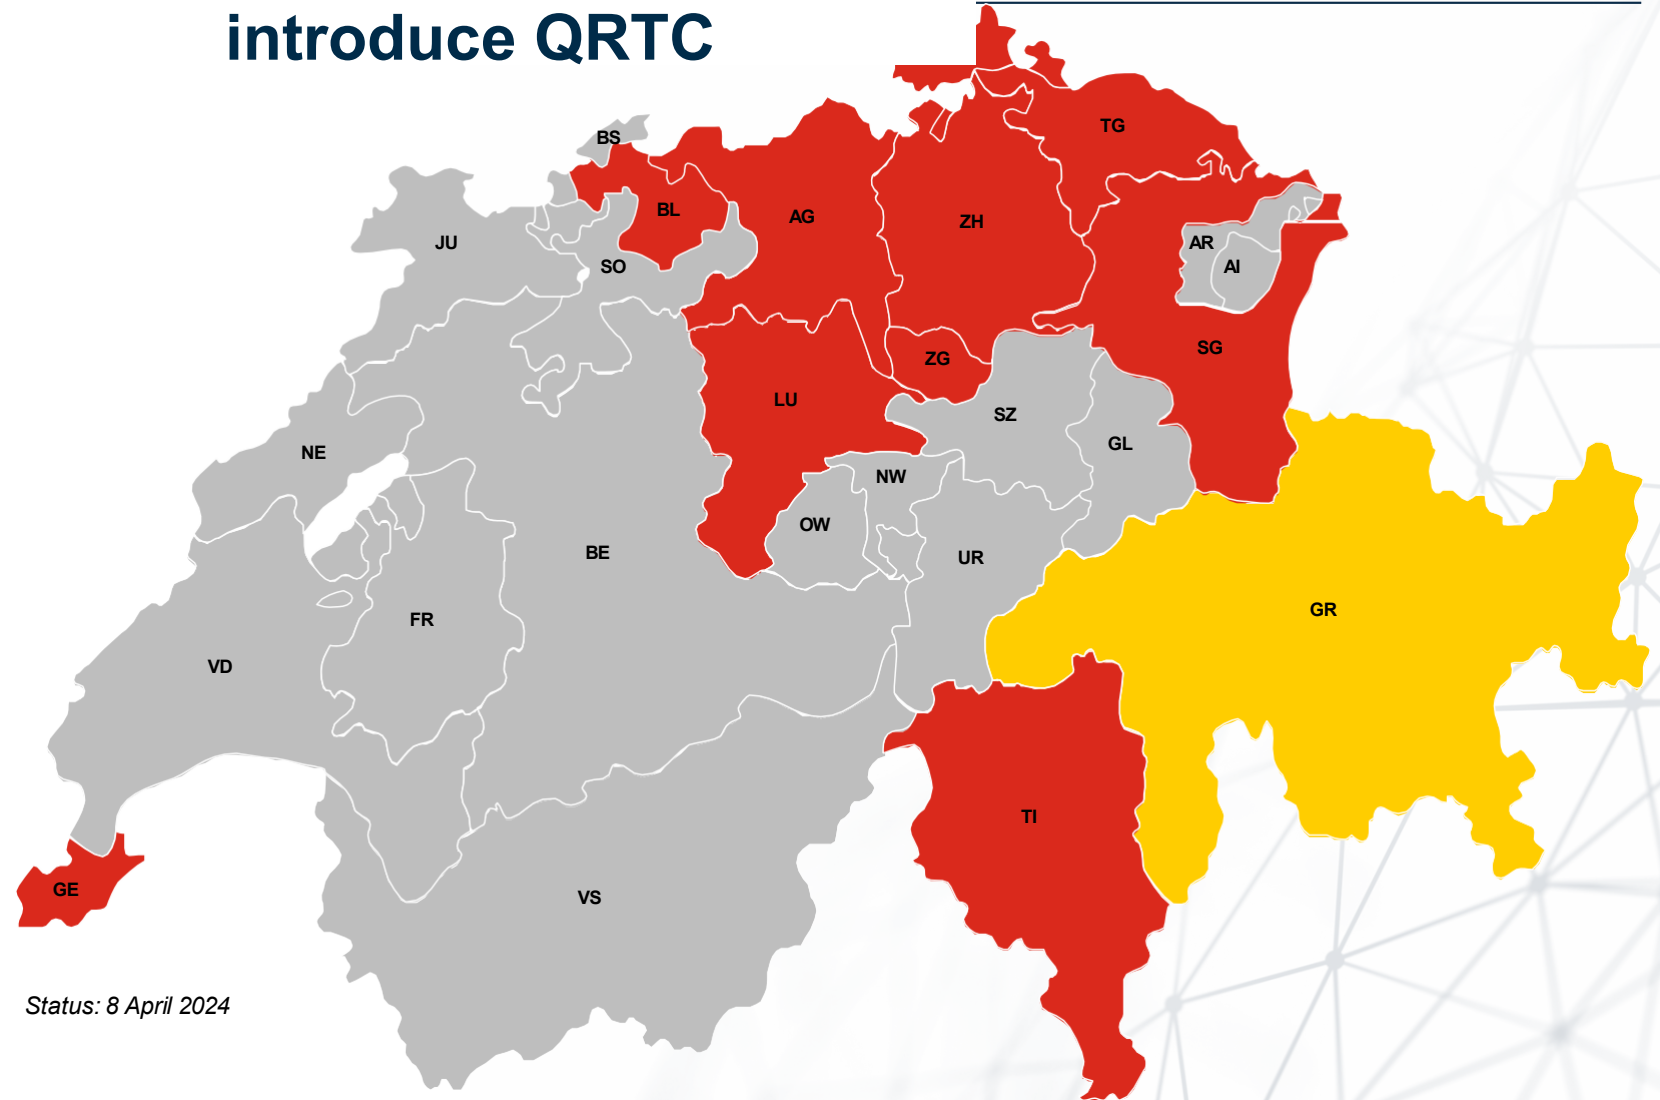 introduce QRTC
BS
TG
BL
AG
ZH
JU
SO
AR
AI
SG
ZG
LU
SZ
GL
NE
NW
OW
BE
UR
FR
GR
VD
TI
GE
VS
Status: 8 April 2024